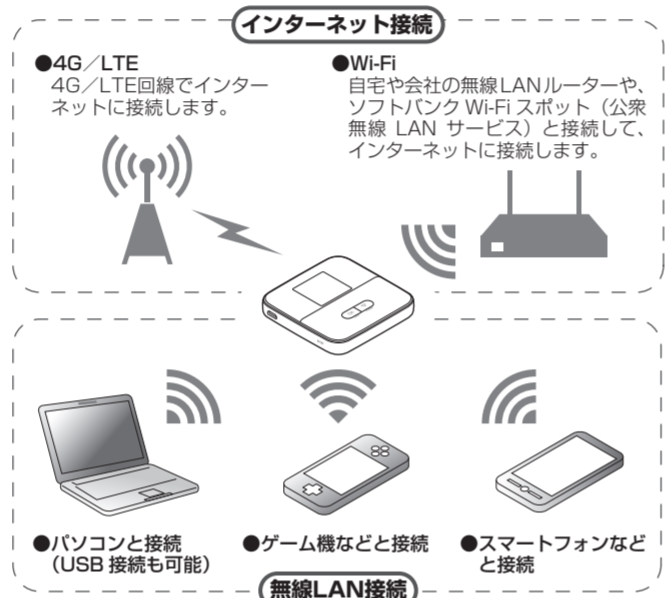 インターネット接続
●4G／LTE
4G／LTE回線でインター
ネットに接続します。
●Wi-Fi
自宅や会社の無線LANルーターや、
ソフトバンク Wi-Fi スポット（公衆
無線 LAN サービス）と接続して、
インターネットに接続します。
●パソコンと接続
（USB 接続も可能）
●ゲーム機などと接続
●スマートフォンなど
と接続
無線LAN接続